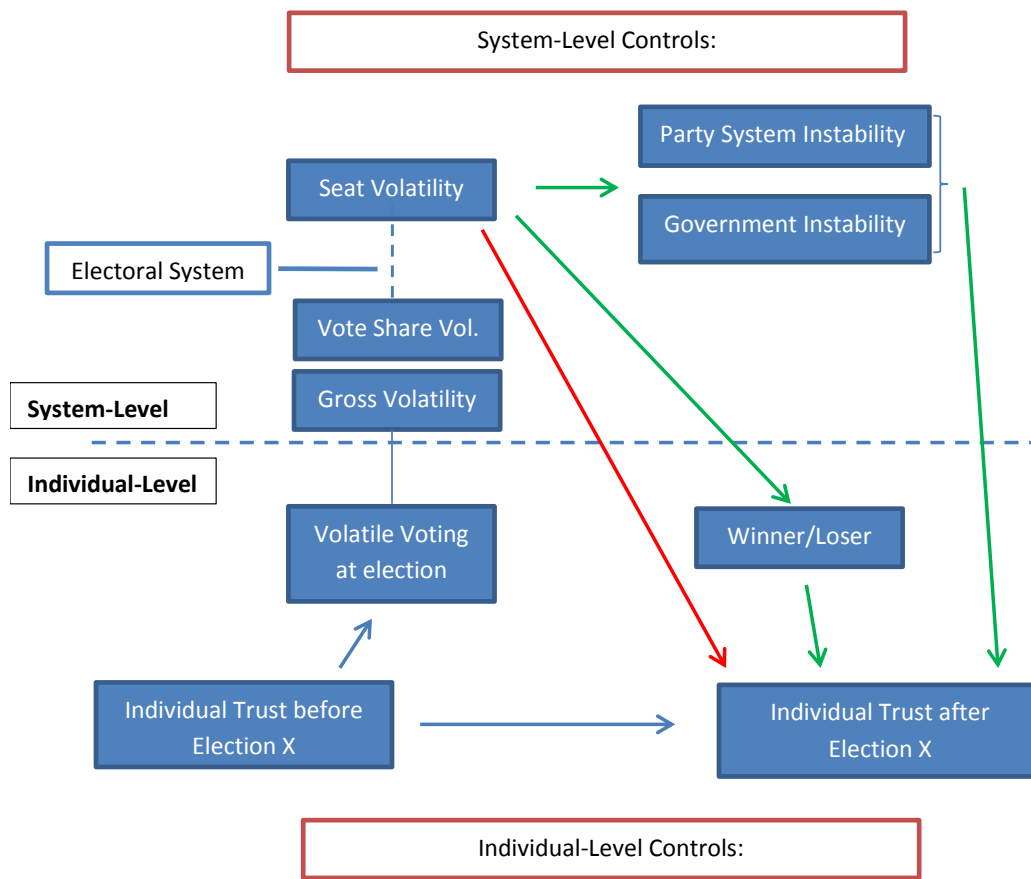 System-Level Controls:
Party System Instability
Seat Volatility
Government Instability
Electoral System
Vote Share Vol.
Gross Volatility
System-Level
Individual-Level
Volatile Voting
at election
Winner/Loser
Individual Trust before
Election X
Individual Trust after
Election X
Individual-Level Controls: